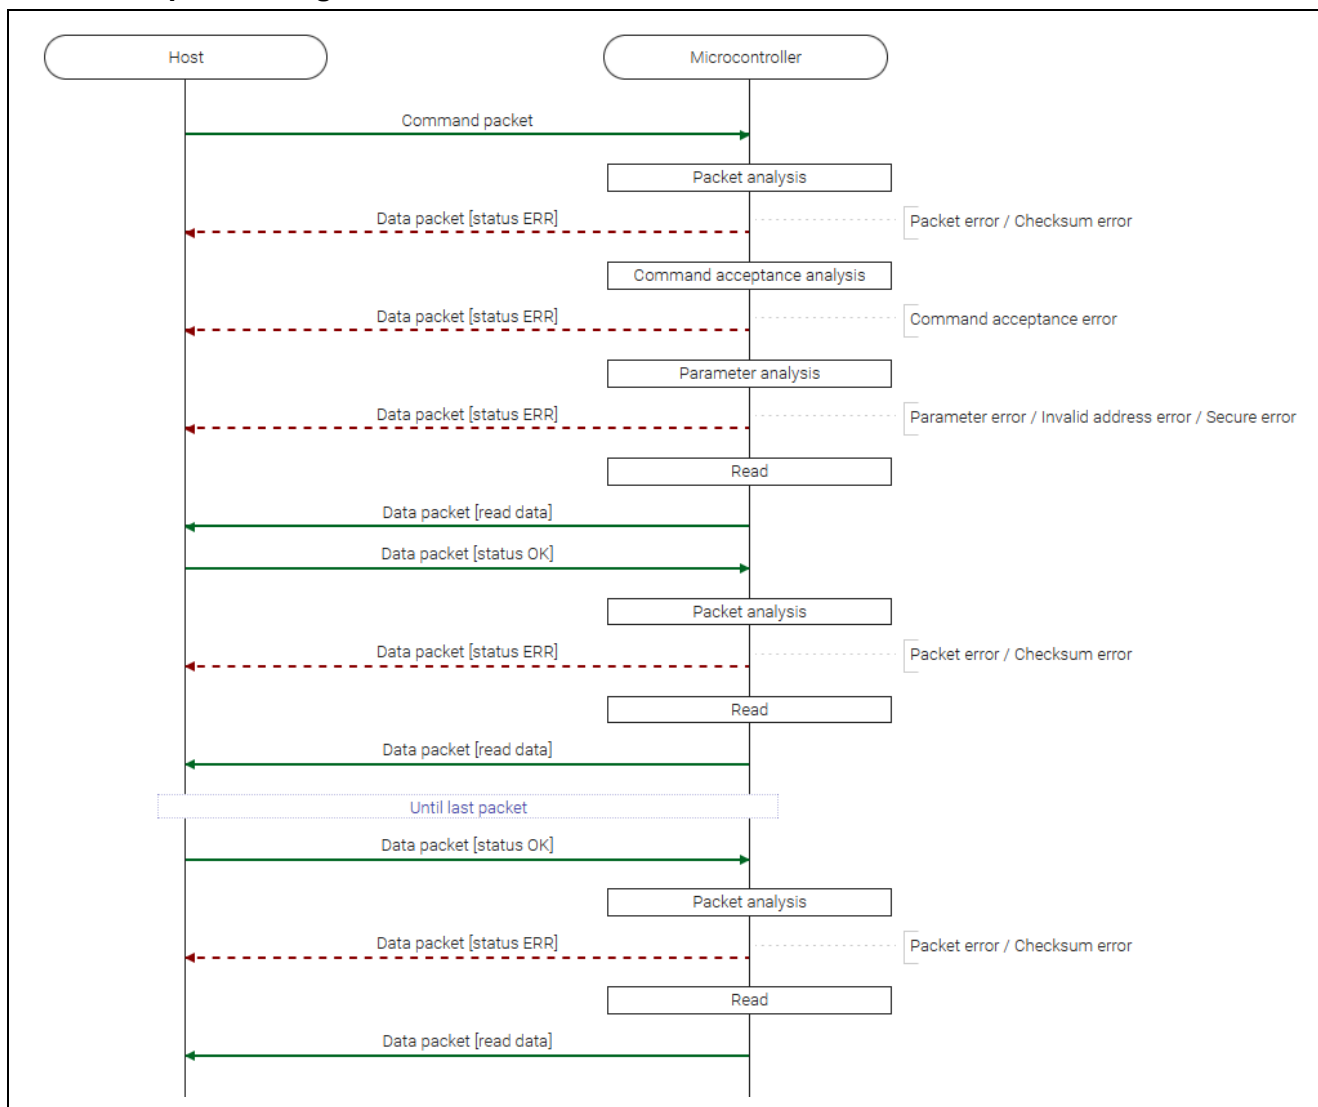 Host
Microcontroller
Command packet
Packet analysis
Data packet [status ERR]
Packet error / Checksum error
Command acceptance analysis
Data packet [status ERR]
Command acceptance error
Parameter analysis
Data packet [status ERR]
Parameter error / Invalid address error / Secure error
Read
Data packet [read data]
Data packet [status OK]
Packet analysis
Data packet [status ERR]
Packet error / Checksum error
Read
Data packet [read data]
Until last packet
Data packet [status OK]
Packet analysis
Data packet [status ERR]
Packet error / Checksum error
Read
Data packet [read data]